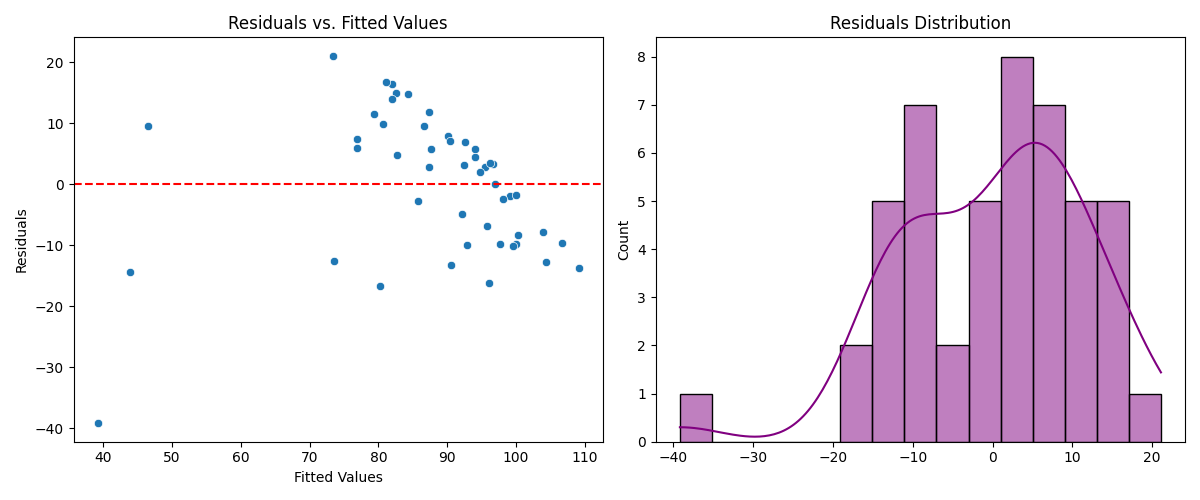 Residuals vs. Fitted Values
Residuals
20
10
0
−10
−20
−30
−40
40 50 60 70 80 90 100 110
Fitted Values
Residuals Distribution
Count
8
7
6
5
4
3
2
1
0
−40 −30 −20 −10 0 10 20